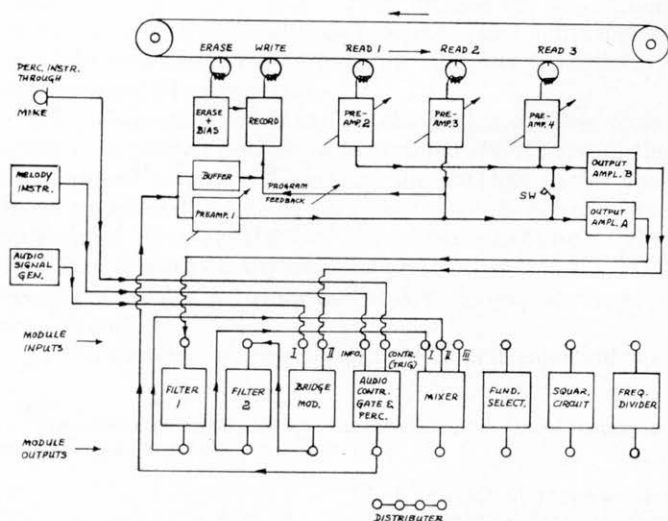 ERASE WRITE READ 1 READ 2 READ 3
PERC. INSTR.
THROUGH
MIKE
ERASE
+
BIAS
RECORD
PRE-
AMP. 2
PRE-
AMP. 3
PRE-
AMP. 4
MELODY
INSTR.
BUFFER
PROGRAM
FEEDBACK
PREAMP. 1
SW
OUTPUT
AMPL. B
OUTPUT
AMPL. A
AUDIO
SIGNAL
GEN.
MODULE
INPUTS
I II INFO. CONTR.
(TRIG) I II III
FILTER
1
FILTER
2
BRIDGE
MOD.
AUDIO
CONTR.
GATE &
PERC.
MIXER
FUND.
SELECT.
SQUAR.
CIRCUIT
FREQ.
DIVIDER
MODULE
OUTPUTS
DISTRIBUTER